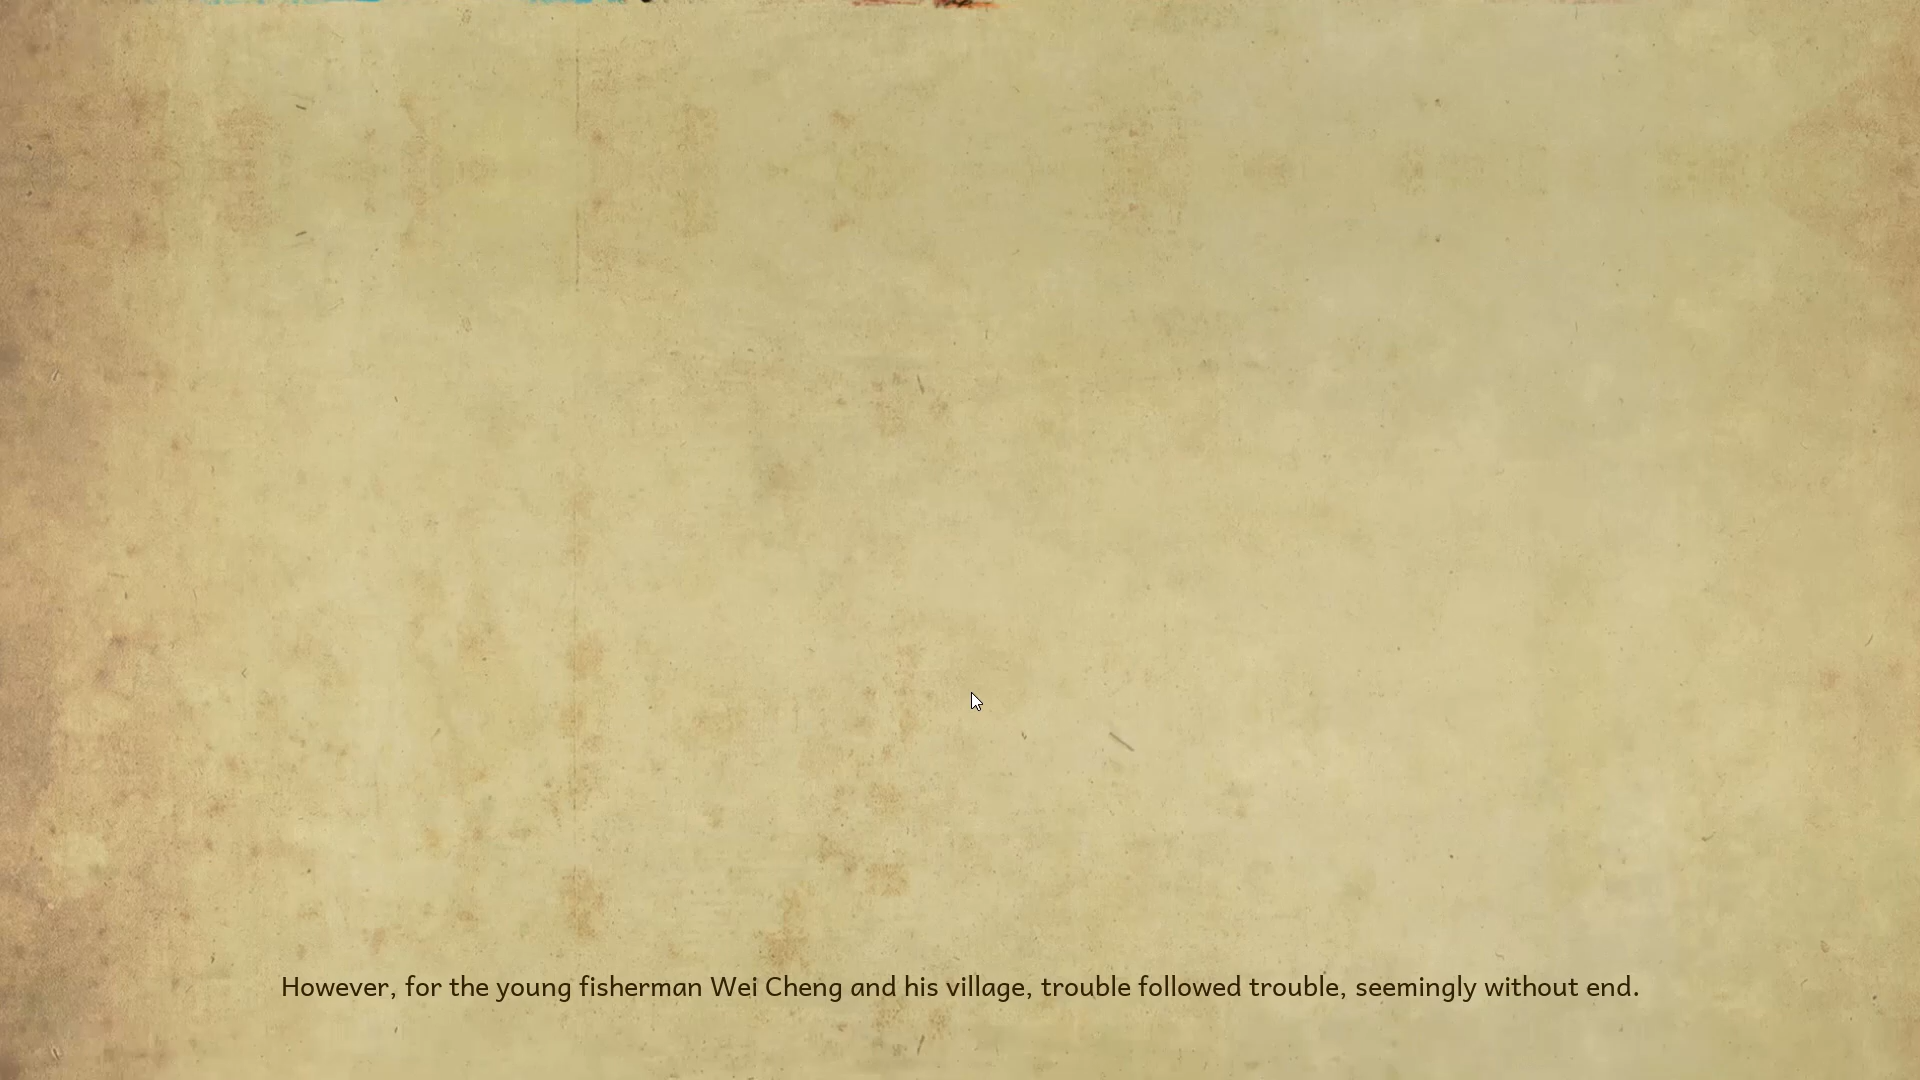 However, for the young fisherman Wei Cheng and his village, trouble followed trouble, seemingly without end.